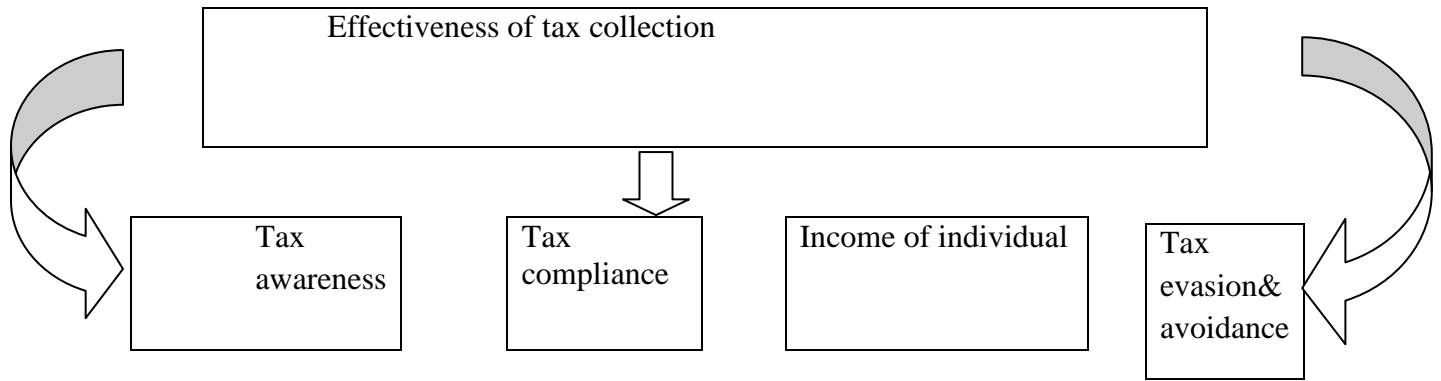 Effectiveness of tax collection
Tax
awareness
Tax
compliance
Income of individual
Tax
evasion&
avoidance